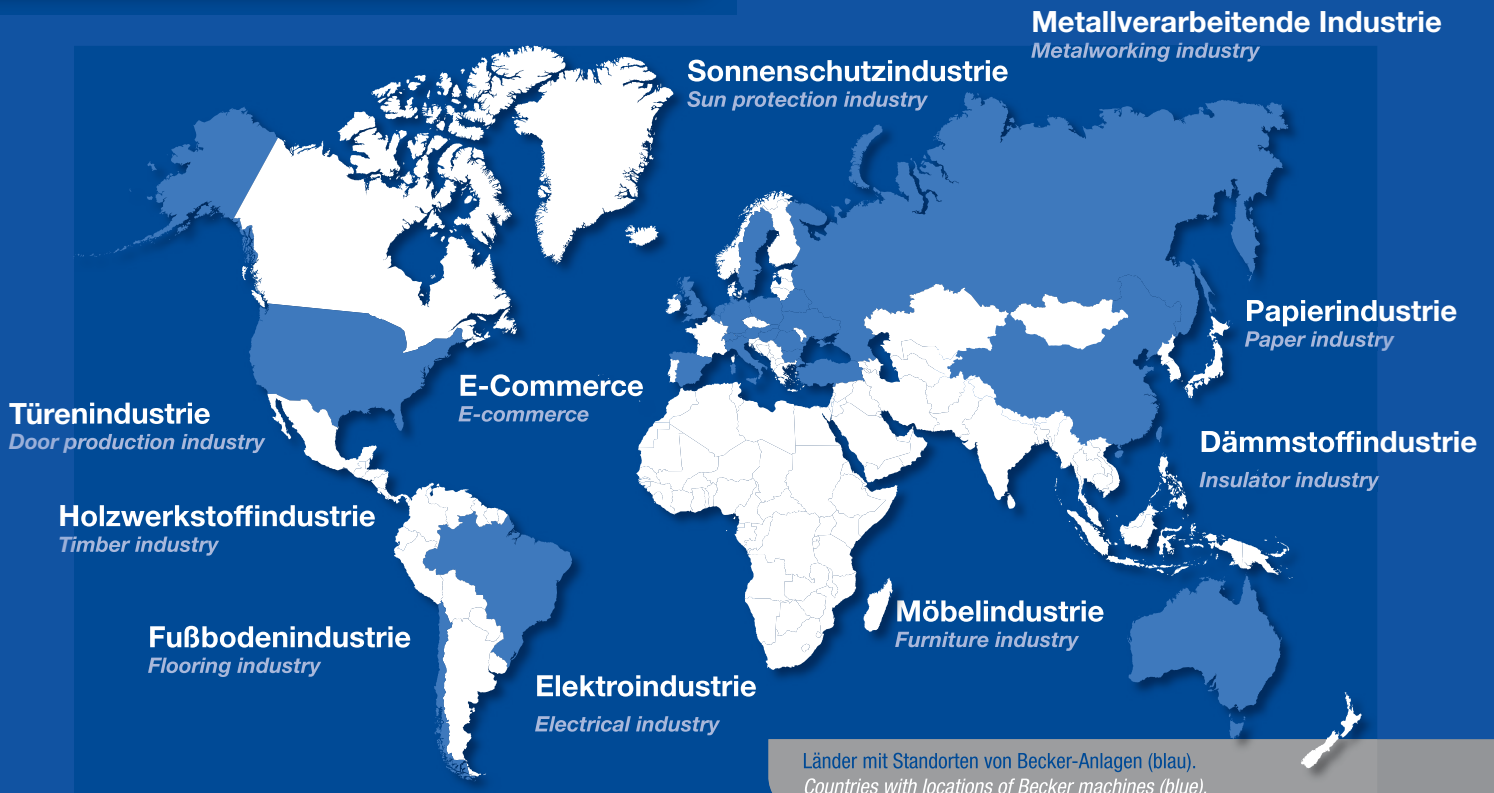 Metallverarbeitende Industrie
Metalworking industry
Sonnenschutzindustrie
Sun protection industry
Papierindustrie
Paper industry
E-Commerce
E-commerce
Türenindustrie
Door production industry
Dämmstoffindustrie
Insulator industry
Holzwerkstoffindustrie
Timber industry
Möbelindustrie
Furniture industry
Fußbodenindustrie
Flooring industry
Elektroindustrie
Electrical industry
Länder mit Standorten von Becker-Anlagen (blau).
Countries with locations of Becker machines (blue).